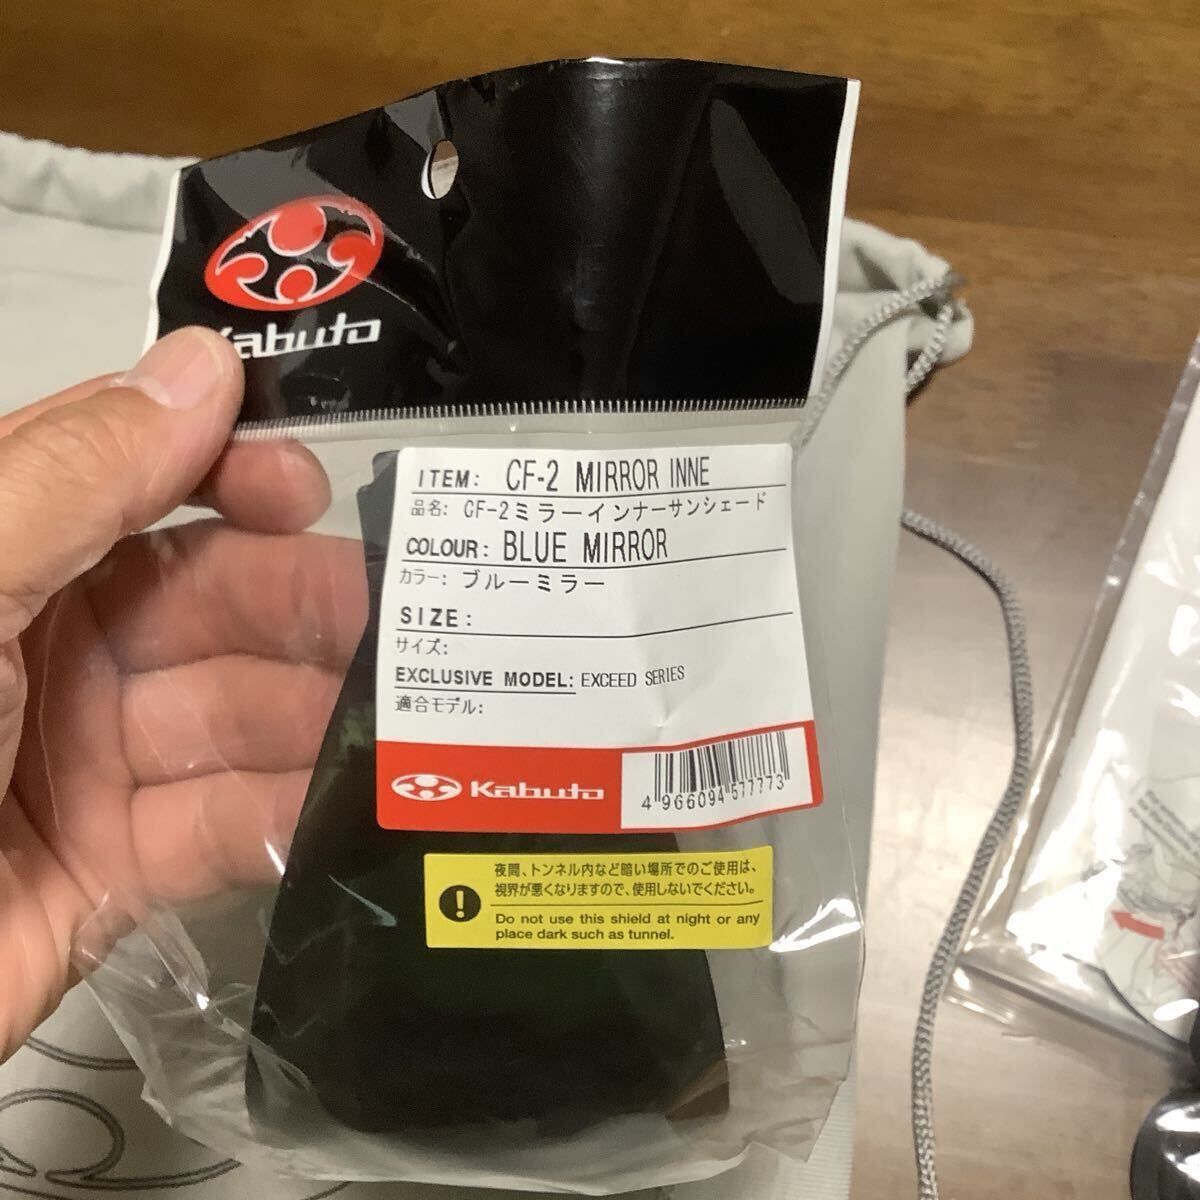 Kabuto
ITEM: CF-2 MIRROR INNE
品名: CF-2ミラーインナーサンシェード
COLOUR: BLUE MIRROR
カラー: ブルーミラー
SIZE:
サイズ:
EXCLUSIVE MODEL: EXCEED SERIES
適合モデル:
Kabuto
4966094577773
夜間、トンネル内など暗い場所でのご使用は、
視界が悪くなりますので、使用しないでください。
Do not use this shield at night or any
place dark such as tunnel.